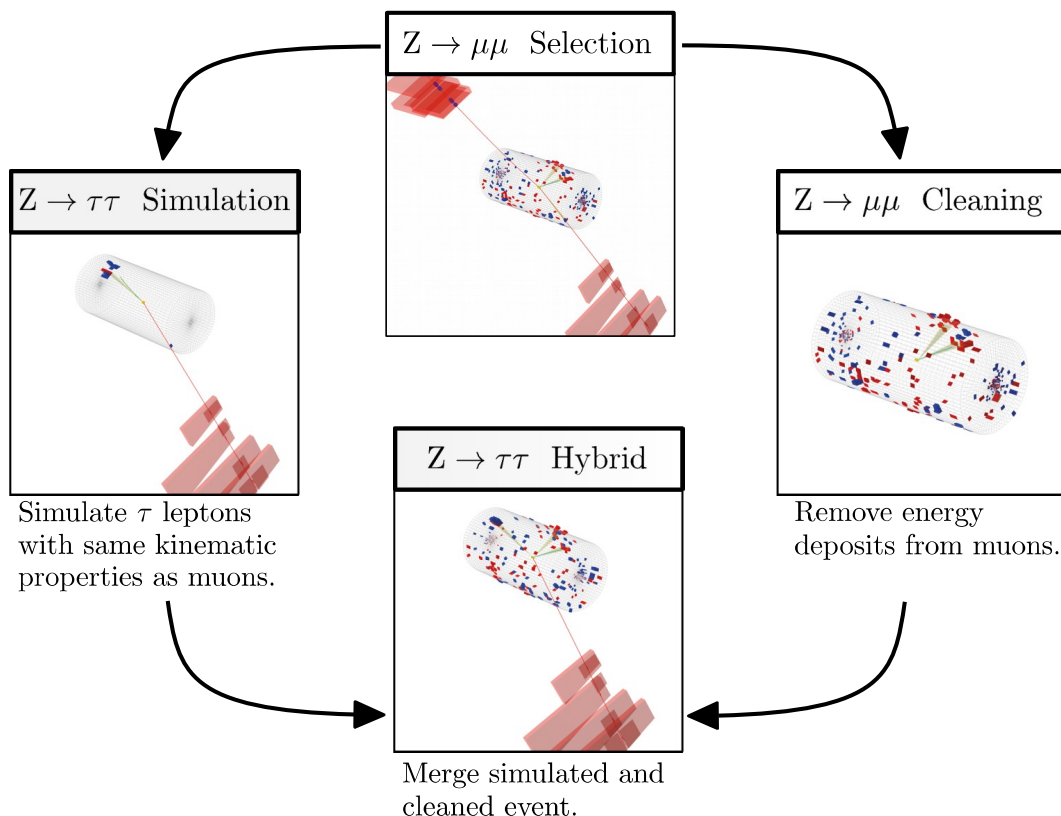 Z → μμ Selection
Z → ττ Simulation
Z → μμ Cleaning
Simulate τ leptons
with same kinematic
properties as muons.
Remove energy
deposits from muons.
Z → ττ Hybrid
Merge simulated and
cleaned event.